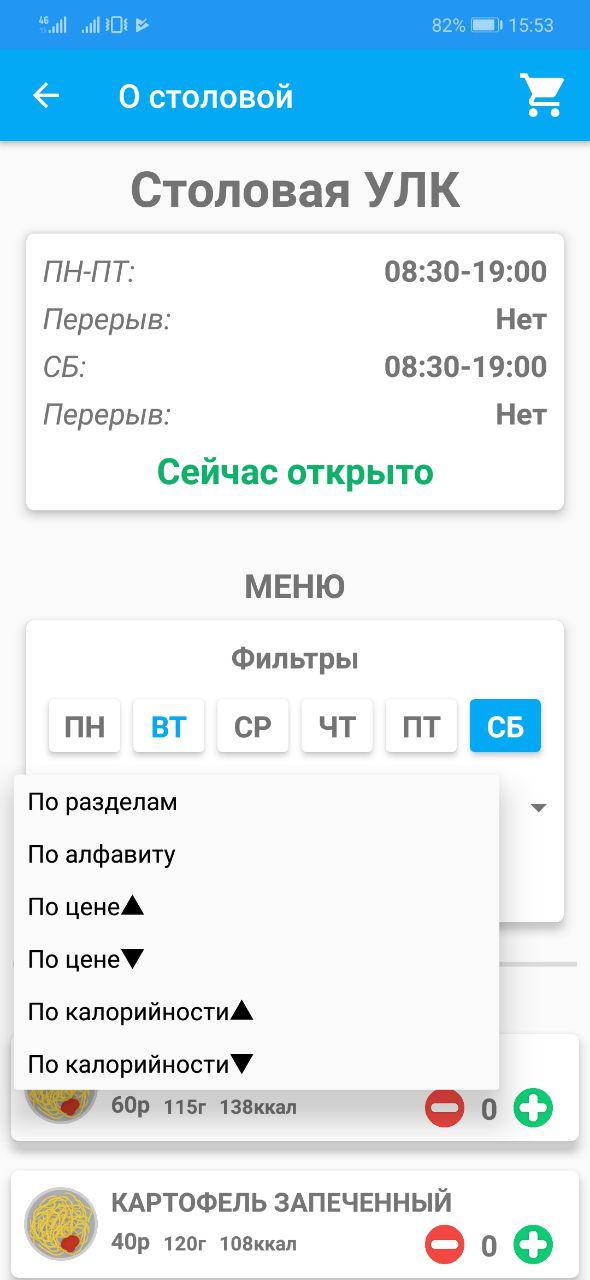 4G 82% 15:53
О столовой
Столовая УЛК
ПН-ПТ: 08:30-19:00
Перерыв: Нет
СБ: 08:30-19:00
Перерыв: Нет
Сейчас открыто
МЕНЮ
Фильтры
ПН ВТ СР ЧТ ПТ СБ
По разделам
По алфавиту
По цене▲
По цене▼
По калорийности▲
По калорийности▼
60р 115г 138ккал 0
КАРТОФЕЛЬ ЗАПЕЧЕННЫЙ
40р 120г 108ккал 0